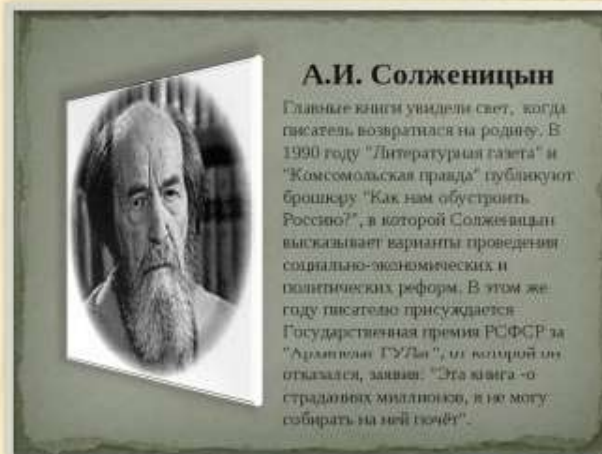 А.И. Солженицын
Главные книги увидели свет, когда
писатель возвратился на родину. В
1990 году "Литературная газета" и
"Комсомольская правда" публикуют
брошюру "Как нам обустроить
Россию?", в которой Солженицын
высказывает варианты проведения
социально-экономических и
политических реформ. В этом же
году писателю присуждается
Государственная премия РСФСР за
"Архипелаг ГУЛаг", от которой он
отказался, заявив: "Эта книга -о
страданиях миллионов, я не могу
собирать на ней почёт".